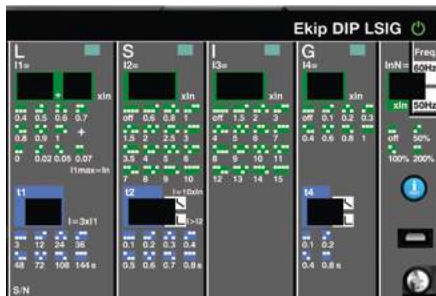 Ekip DIP LSIG
L
I1=
+
xIn
0.4 0.5 0.6 0.7
0.8 0.9 1 +
0 0.02 0.05 0.07
I1max=In
t1
I=3xI1
3 12 24 36
48 72 108 144s
S/N
S
I2=
xIn
off 0.6 0.8 1
1.5 2 2.5 3
3.5 4 5 6
7 8 9 10
t2
I=10xIn
I>I2
0.1 0.2 0.3 0.4
0.5 0.6 0.7 0.8s
I
I3=
xIn
off 1.5 2 3
4 5 6 7
8 9 10 11
12 13 14 15
G
I4=
xIn
off 0.1 0.2 0.3
0.4 0.6 0.8 1
t4
0.1 0.2
0.4 0.8s
InN=
xIn
Freq.
60Hz
50Hz
off 50%
100% 200%